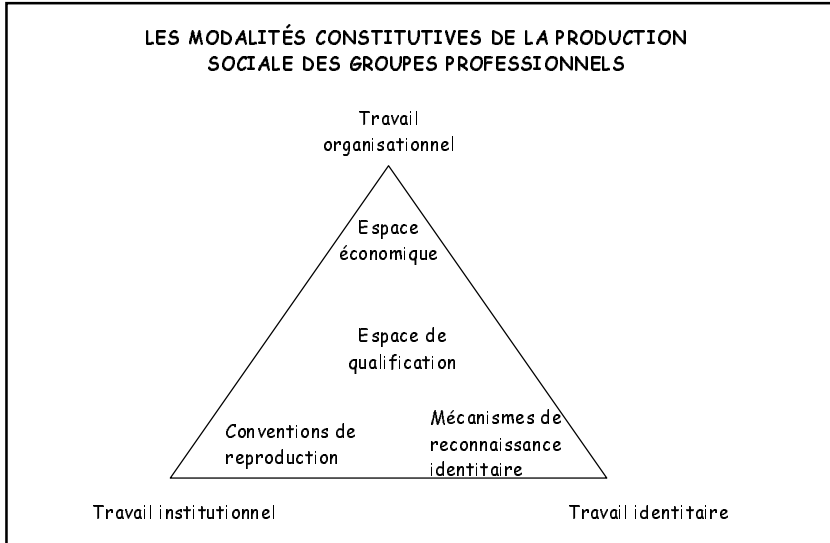 LES MODALITÉS CONSTITUTIVES DE LA PRODUCTION
SOCIALE DES GROUPES PROFESSIONNELS
Travail
organisationnel
Espace
économique
Espace de
qualification
Conventions de
reproduction
Mécanismes de
reconnaissance
identitaire
Travail institutionnel
Travail identitaire